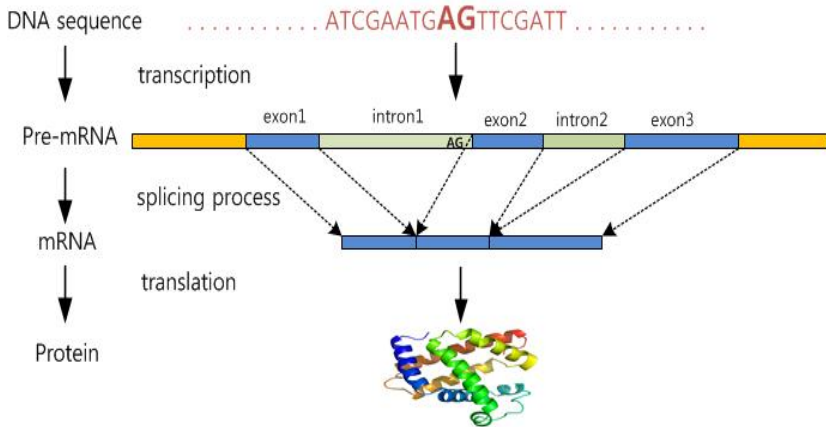 DNA sequence ........... ATCGAATGAGTTCGATT ...........
transcription
exon1 intron1 exon2 intron2 exon3
Pre-mRNA AG
splicing process
mRNA
translation
Protein